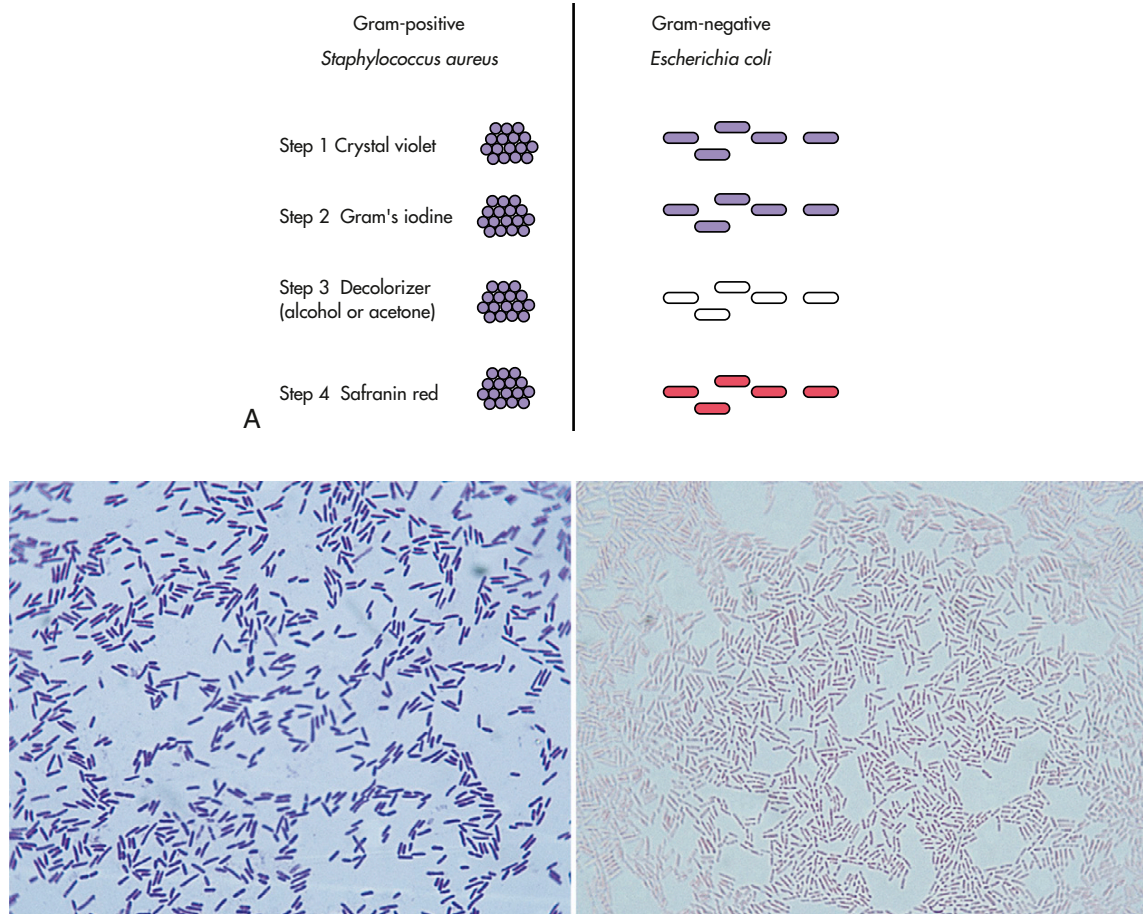 Gram-positive
Staphylococcus aureus
Gram-negative
Escherichia coli
Step 1 Crystal violet
Step 2 Gram's iodine
Step 3 Decolorizer
(alcohol or acetone)
Step 4 Safranin red
A